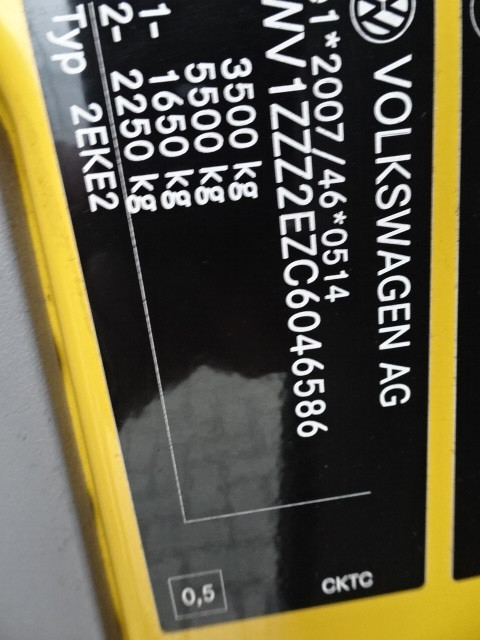 VOLKSWAGEN AG
1*2007/46*0514
WV1ZZZ2EZC6046586
3500 kg
5500 kg
1- 1650 kg
2- 2250 kg
Typ 2EKE2
CKTC
0,5